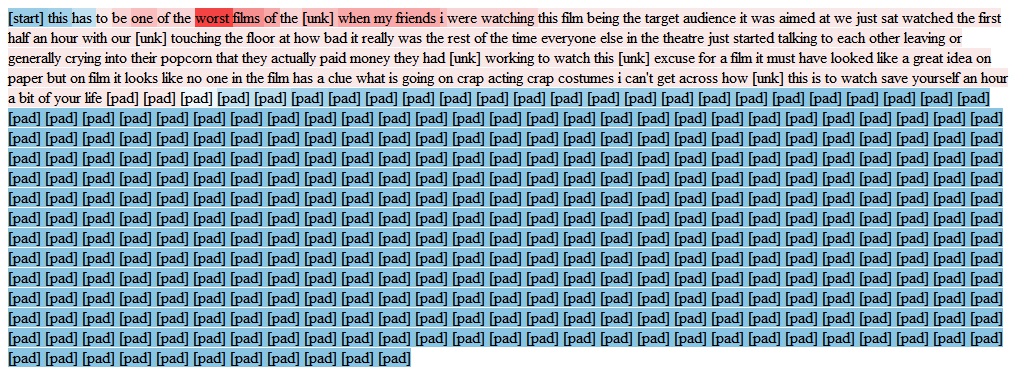 [start] this has to be one of the worst films of the [unk] when my friends i were watching this film being the target audience it was aimed at we just sat watched the first
half an hour with our [unk] touching the floor at how bad it really was the rest of the time everyone else in the theatre just started talking to each other leaving or
generally crying into their popcorn that they actually paid money they had [unk] working to watch this [unk] excuse for a film it must have looked like a great idea on
paper but on film it looks like no one in the film has a clue what is going on crap acting crap costumes i can't get across how [unk] this is to watch save yourself an hour
a bit of your life [pad] [pad] [pad] [pad] [pad] [pad] [pad] [pad] [pad] [pad] [pad] [pad] [pad] [pad] [pad] [pad] [pad] [pad] [pad] [pad] [pad] [pad] [pad] [pad]
[pad] [pad] [pad] [pad] [pad] [pad] [pad] [pad] [pad] [pad] [pad] [pad] [pad] [pad] [pad] [pad] [pad] [pad] [pad] [pad] [pad] [pad] [pad] [pad] [pad] [pad] [pad]
[pad] [pad] [pad] [pad] [pad] [pad] [pad] [pad] [pad] [pad] [pad] [pad] [pad] [pad] [pad] [pad] [pad] [pad] [pad] [pad] [pad] [pad] [pad] [pad] [pad] [pad] [pad]
[pad] [pad] [pad] [pad] [pad] [pad] [pad] [pad] [pad] [pad] [pad] [pad] [pad] [pad] [pad] [pad] [pad] [pad] [pad] [pad] [pad] [pad] [pad] [pad] [pad] [pad] [pad]
[pad] [pad] [pad] [pad] [pad] [pad] [pad] [pad] [pad] [pad] [pad] [pad] [pad] [pad] [pad] [pad] [pad] [pad] [pad] [pad] [pad] [pad] [pad] [pad] [pad] [pad] [pad]
[pad] [pad] [pad] [pad] [pad] [pad] [pad] [pad] [pad] [pad] [pad] [pad] [pad] [pad] [pad] [pad] [pad] [pad] [pad] [pad] [pad] [pad] [pad] [pad] [pad] [pad] [pad]
[pad] [pad] [pad] [pad] [pad] [pad] [pad] [pad] [pad] [pad] [pad] [pad] [pad] [pad] [pad] [pad] [pad] [pad] [pad] [pad] [pad] [pad] [pad] [pad] [pad] [pad] [pad]
[pad] [pad] [pad] [pad] [pad] [pad] [pad] [pad] [pad] [pad] [pad] [pad] [pad] [pad] [pad] [pad] [pad] [pad] [pad] [pad] [pad] [pad] [pad] [pad] [pad] [pad] [pad]
[pad] [pad] [pad] [pad] [pad] [pad] [pad] [pad] [pad] [pad] [pad] [pad] [pad] [pad] [pad] [pad] [pad] [pad] [pad] [pad] [pad] [pad] [pad] [pad] [pad] [pad] [pad]
[pad] [pad] [pad] [pad] [pad] [pad] [pad] [pad] [pad] [pad] [pad] [pad] [pad] [pad] [pad] [pad] [pad] [pad] [pad] [pad] [pad] [pad] [pad] [pad] [pad] [pad] [pad]
[pad] [pad] [pad] [pad] [pad] [pad] [pad] [pad] [pad] [pad] [pad] [pad] [pad] [pad] [pad] [pad] [pad] [pad] [pad] [pad] [pad] [pad] [pad] [pad] [pad] [pad] [pad]
[pad] [pad] [pad] [pad] [pad] [pad] [pad] [pad] [pad] [pad] [pad] [pad] [pad] [pad] [pad] [pad] [pad] [pad] [pad] [pad] [pad] [pad] [pad] [pad] [pad] [pad] [pad]
[pad] [pad] [pad] [pad] [pad] [pad] [pad] [pad] [pad] [pad] [pad] [pad] [pad] [pad] [pad] [pad] [pad] [pad] [pad] [pad] [pad] [pad] [pad] [pad] [pad] [pad] [pad]
[pad] [pad] [pad] [pad] [pad] [pad] [pad] [pad] [pad] [pad] [pad]